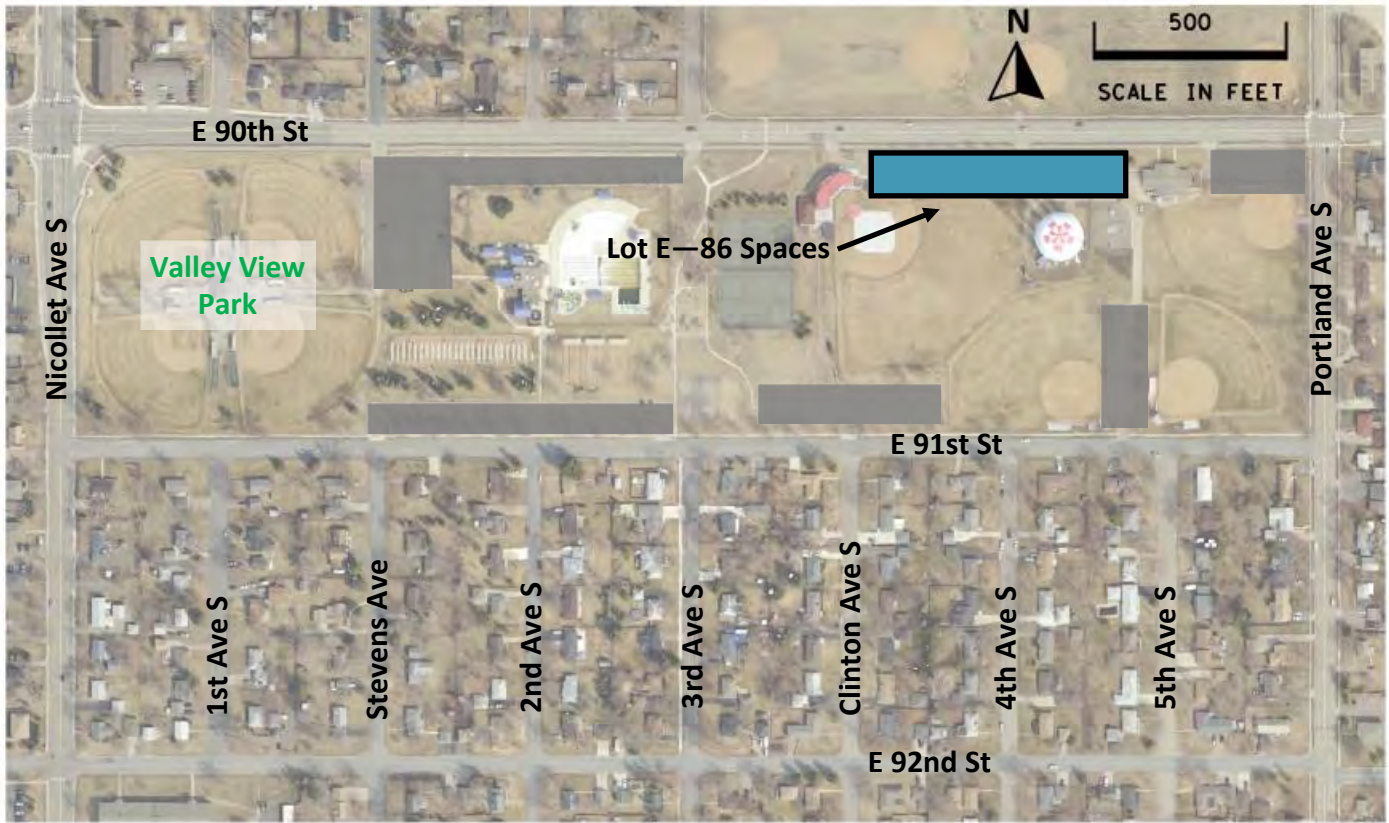 N
500
SCALE IN FEET
E 90th St
Nicollet Ave S
Valley View
Park
Lot E—86 Spaces
Portland Ave S
E 91st St
1st Ave S
Stevens Ave
2nd Ave S
3rd Ave S
Clinton Ave S
4th Ave S
5th Ave S
E 92nd St